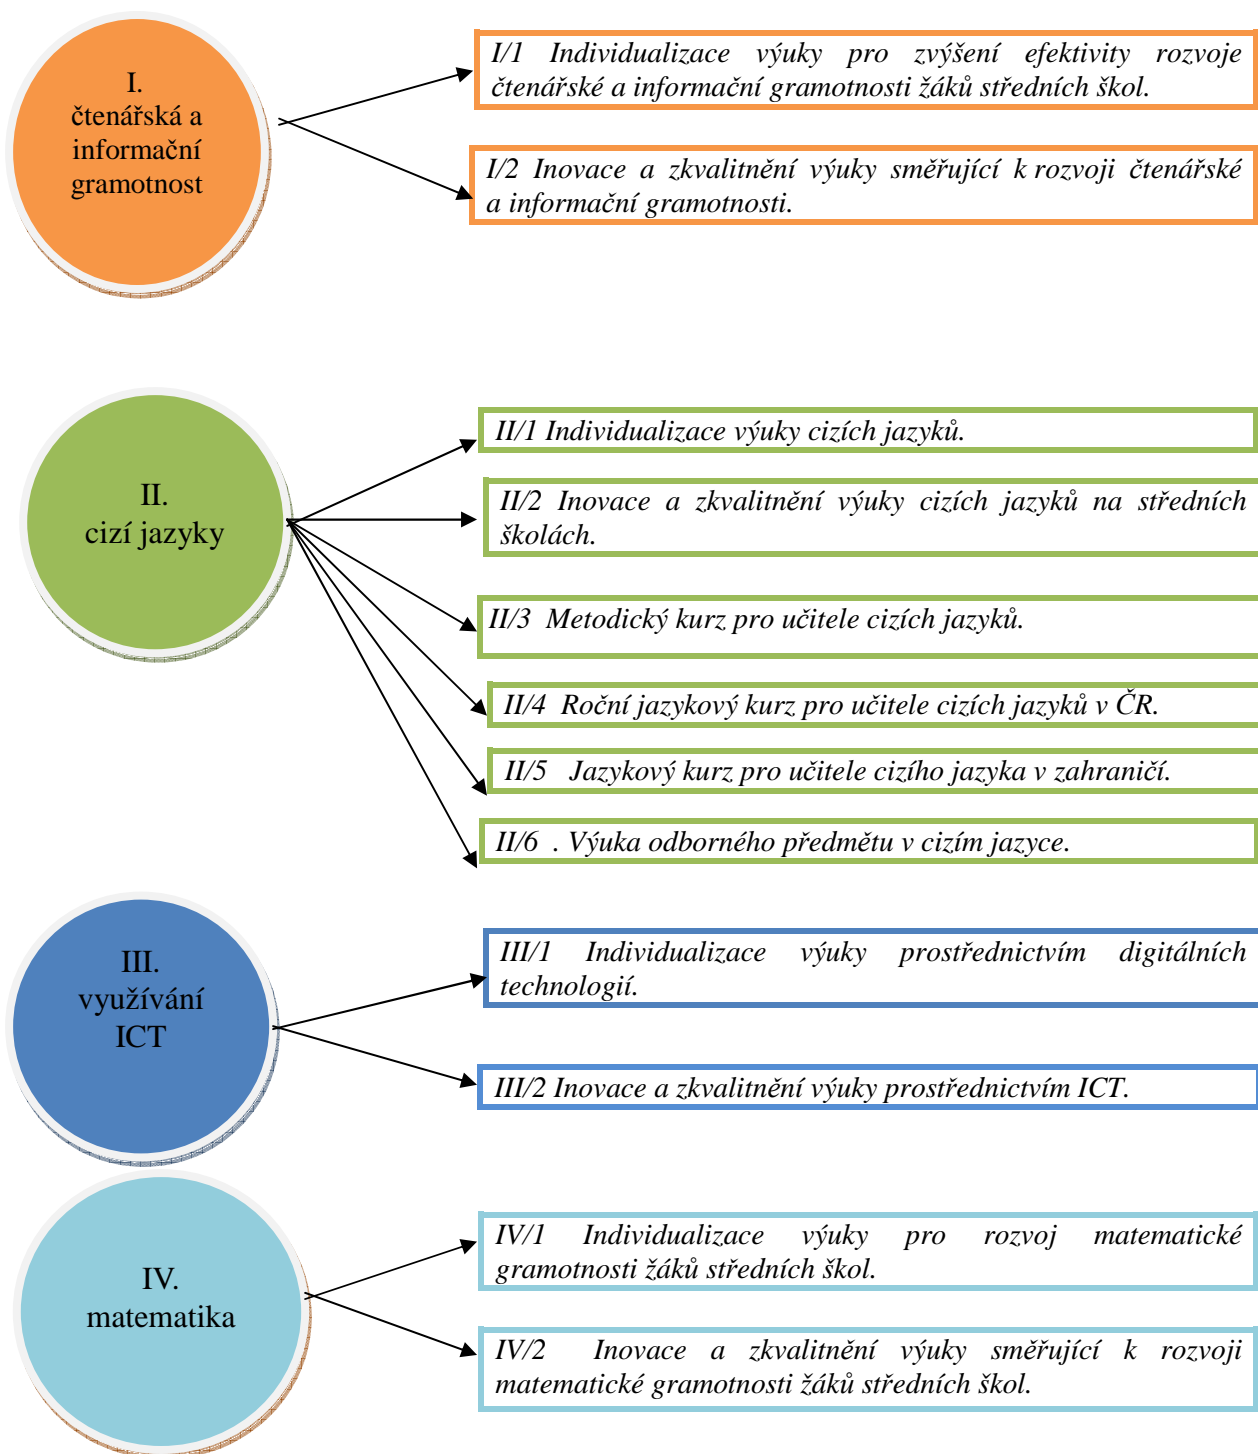 I.
čtenářská a
informační
gramotnost
I/1 Individualizace výuky pro zvýšení efektivity rozvoje
čtenářské a informační gramotnosti žáků středních škol.
I/2 Inovace a zkvalitnění výuky směřující k rozvoji čtenářské
a informační gramotnosti.
II.
cizí jazyky
II/1 Individualizace výuky cizích jazyků.
II/2 Inovace a zkvalitnění výuky cizích jazyků na středních
školách.
II/3 Metodický kurz pro učitele cizích jazyků.
II/4 Roční jazykový kurz pro učitele cizích jazyků v ČR.
II/5 Jazykový kurz pro učitele cizího jazyka v zahraničí.
II/6 . Výuka odborného předmětu v cizím jazyce.
III.
využívání
ICT
III/1 Individualizace výuky prostřednictvím digitálních
technologií.
III/2 Inovace a zkvalitnění výuky prostřednictvím ICT.
IV.
matematika
IV/1 Individualizace výuky pro rozvoj matematické
gramotnosti žáků středních škol.
IV/2 Inovace a zkvalitnění výuky směřující k rozvoji
matematické gramotnosti žáků středních škol.